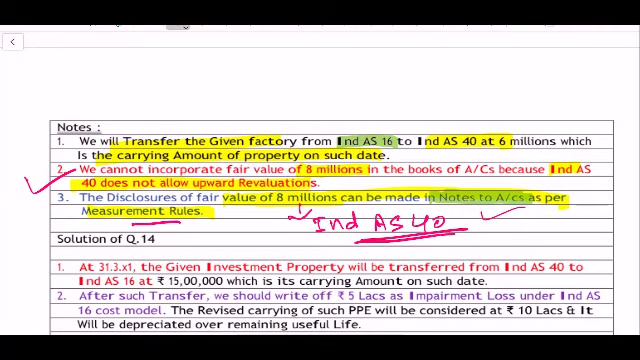 Notes :
1. We will Transfer the Given factory from Ind AS 16 to Ind AS 40 at 6 millions which
Is the carrying Amount of property on such date.
2. We cannot incorporate fair value of 8 millions in the books of A/Cs because Ind AS
40 does not allow upward Revaluations.
3. The Disclosures of fair value of 8 millions can be made in Notes to A/cs as per
Measurement Rules.
Ind AS 40
Solution of Q.14
1. At 31.3.x1, the Given Investment Property will be transferred from Ind AS 40 to
Ind AS 16 at ₹ 15,00,000 which is its carrying Amount on such date.
2. After such Transfer, we should write off ₹ 5 Lacs as Impairment Loss under Ind AS
16 cost model. The Revised carrying of such PPE will be considered at ₹ 10 Lacs & It
Will be depreciated over remaining useful Life.